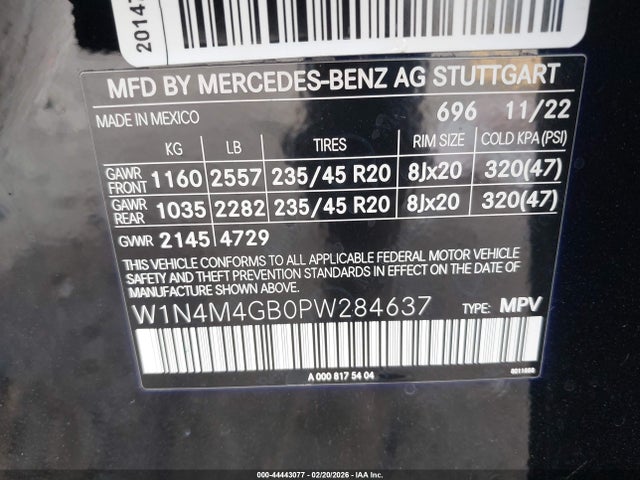 20147
MFD BY MERCEDES-BENZ AG STUTTGART
MADE IN MEXICO 696 11/22
KG LB TIRES RIM SIZE COLD KPA (PSI)
GAWR FRONT 1160 2557 235/45 R20 8Jx20 320(47)
GAWR REAR 1035 2282 235/45 R20 8Jx20 320(47)
GVWR 2145 4729
THIS VEHICLE CONFORMS TO ALL APPLICABLE FEDERAL MOTOR VEHICLE
SAFETY AND THEFT PREVENTION STANDARDS IN EFFECT ON THE DATE OF
MANUFACTURE SHOWN ABOVE.
W1N4M4GB0PW284637 TYPE: MPV
A 000 817 54 04
000-44443077 - 02/20/2026 - IAA Inc.